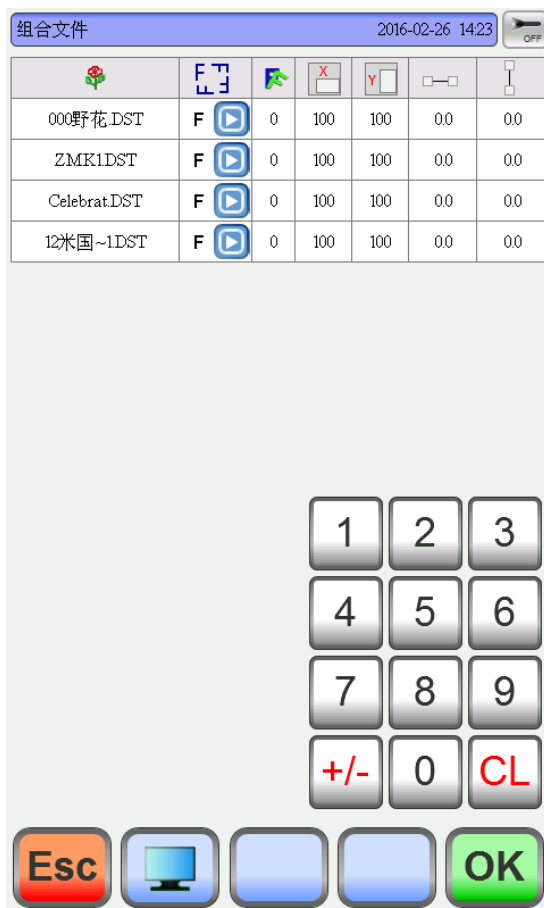 组合文件 2016-02-26 14:23 OFF
X Y
000野花.DST F 0 100 100 0.0 0.0
ZMK1.DST F 0 100 100 0.0 0.0
Celebrat.DST F 0 100 100 0.0 0.0
12米国~1.DST F 0 100 100 0.0 0.0
1 2 3
4 5 6
7 8 9
+/- 0 CL
Esc OK